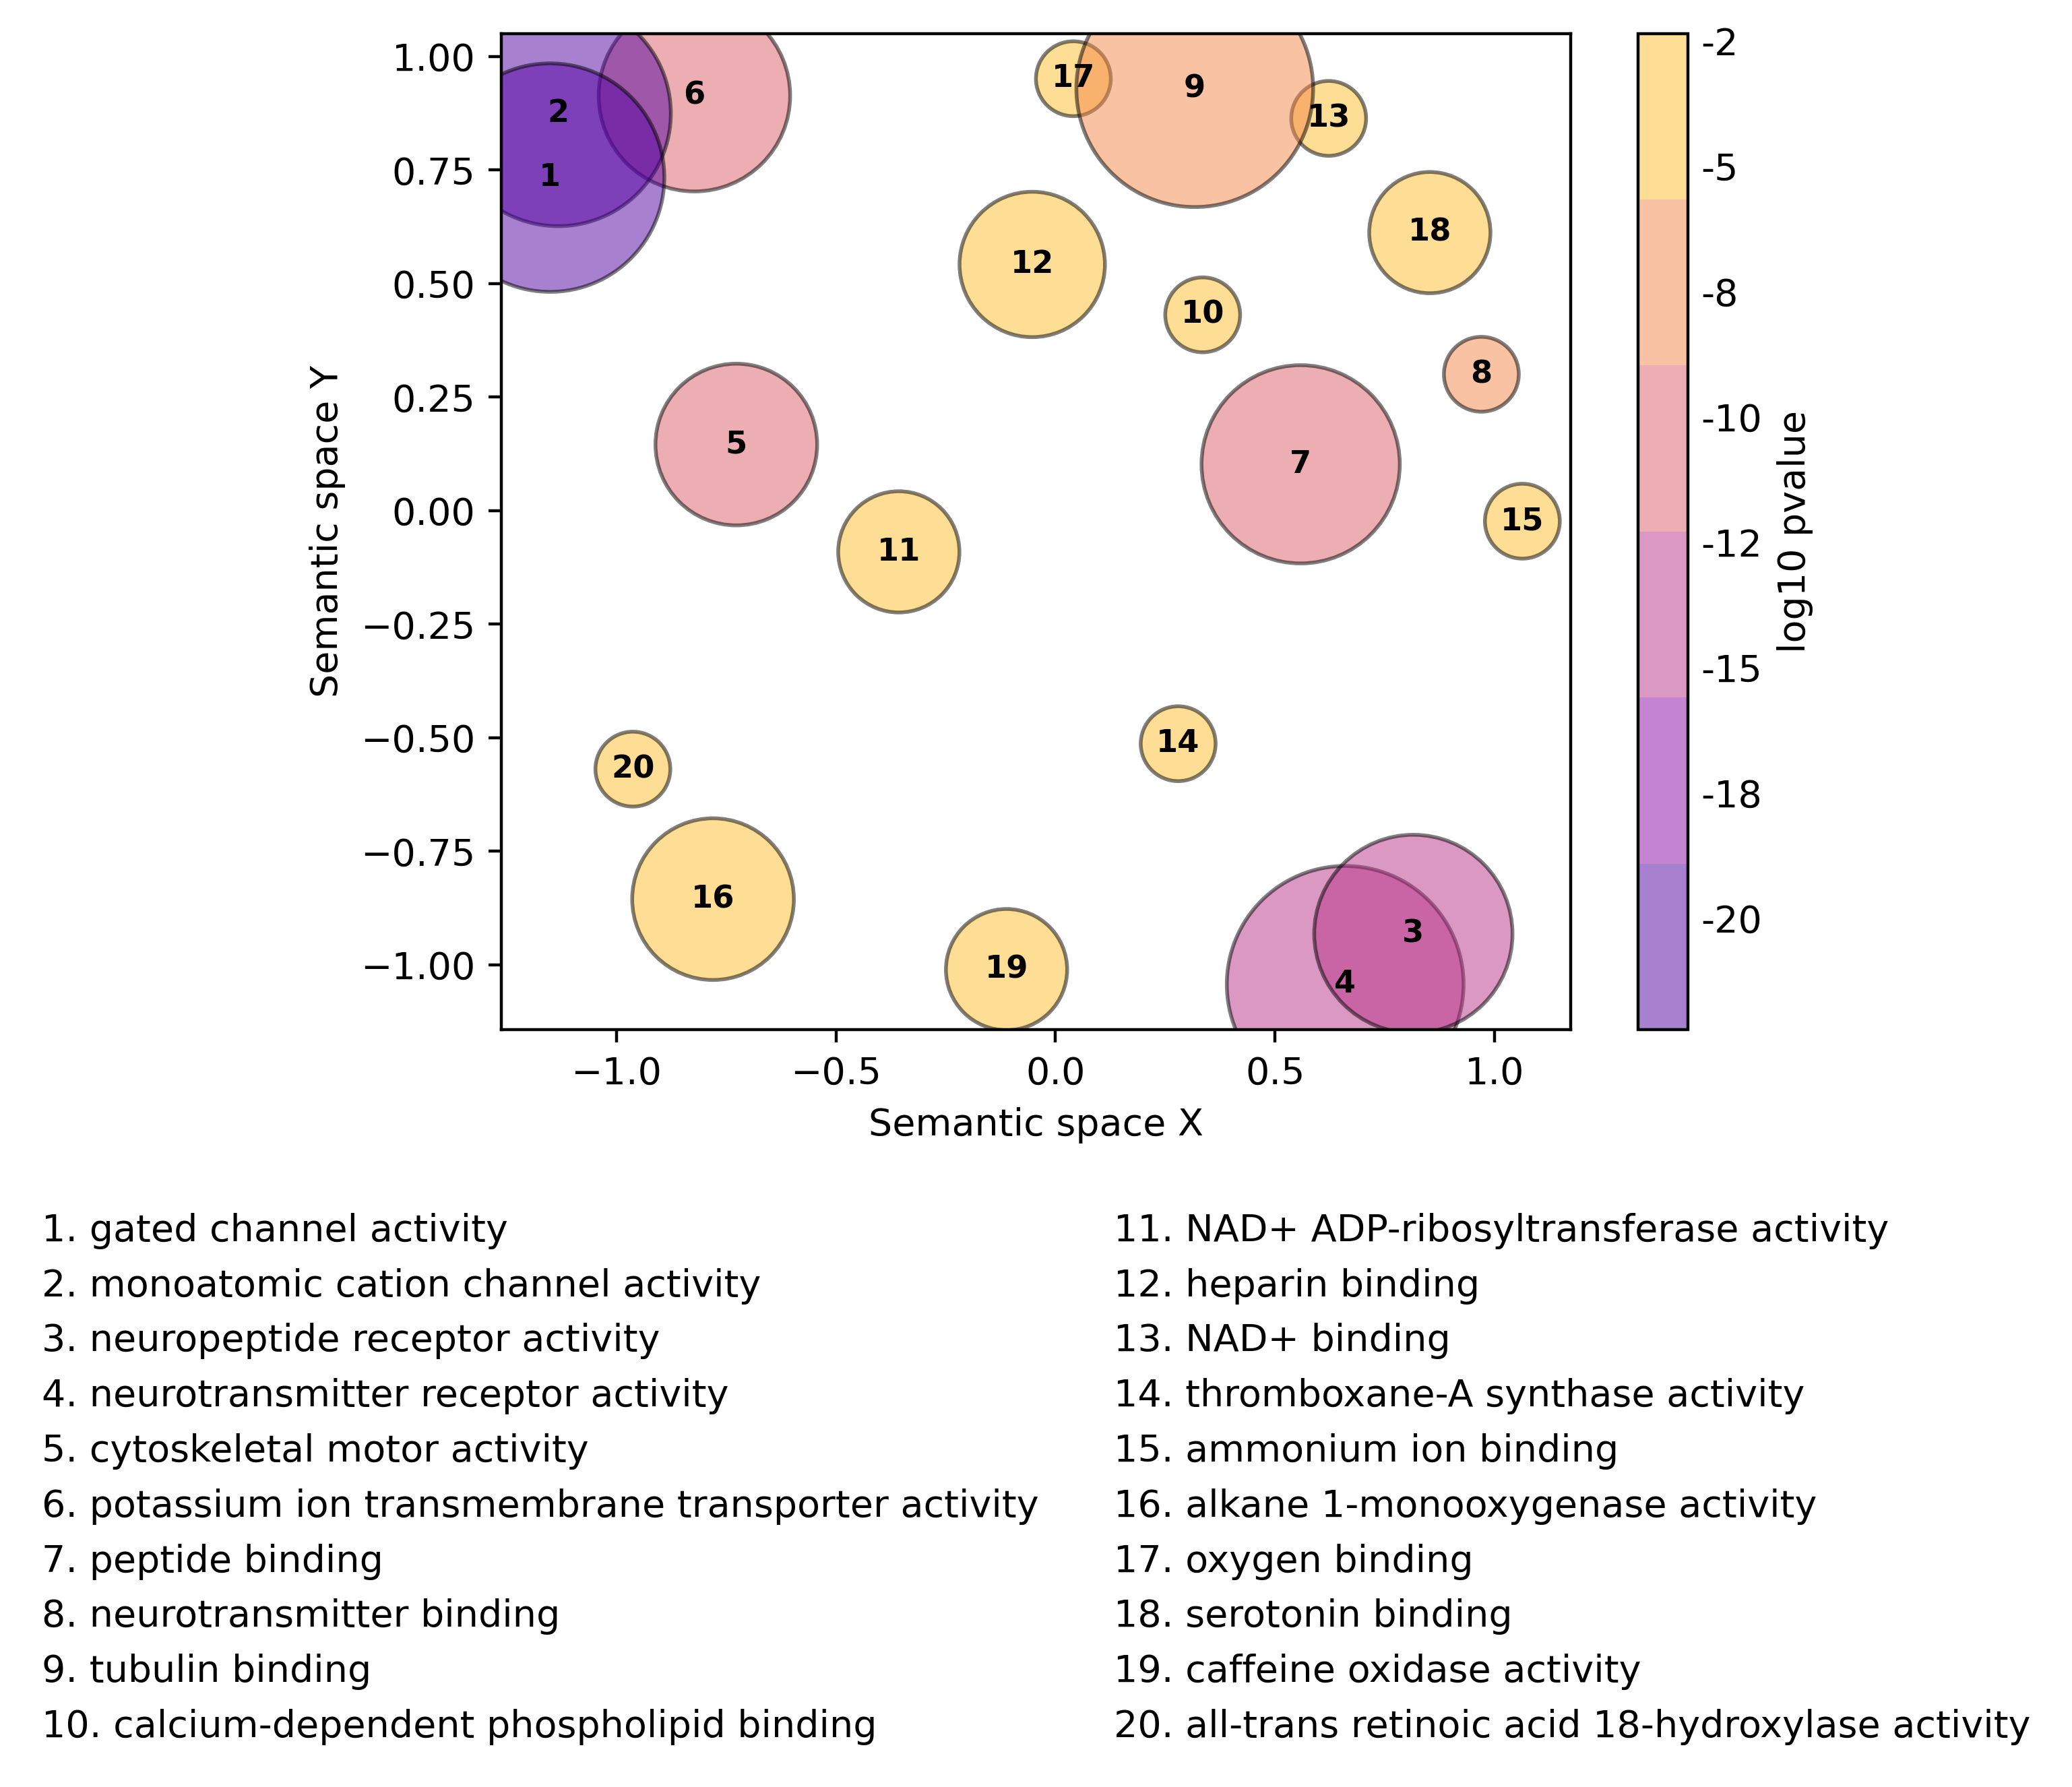 1.00
0.75
0.50
0.25
0.00
−0.25
−0.50
−0.75
−1.00
Semantic space Y
2
1
6
17
9
13
12
18
10
8
5
7
11
15
20
14
16
19
3
4
−1.0 −0.5 0.0 0.5 1.0
Semantic space X
-2
-5
-8
-10
-12
-15
-18
-20
log10 pvalue
1. gated channel activity
2. monoatomic cation channel activity
3. neuropeptide receptor activity
4. neurotransmitter receptor activity
5. cytoskeletal motor activity
6. potassium ion transmembrane transporter activity
7. peptide binding
8. neurotransmitter binding
9. tubulin binding
10. calcium-dependent phospholipid binding
11. NAD+ ADP-ribosyltransferase activity
12. heparin binding
13. NAD+ binding
14. thromboxane-A synthase activity
15. ammonium ion binding
16. alkane 1-monooxygenase activity
17. oxygen binding
18. serotonin binding
19. caffeine oxidase activity
20. all-trans retinoic acid 18-hydroxylase activity